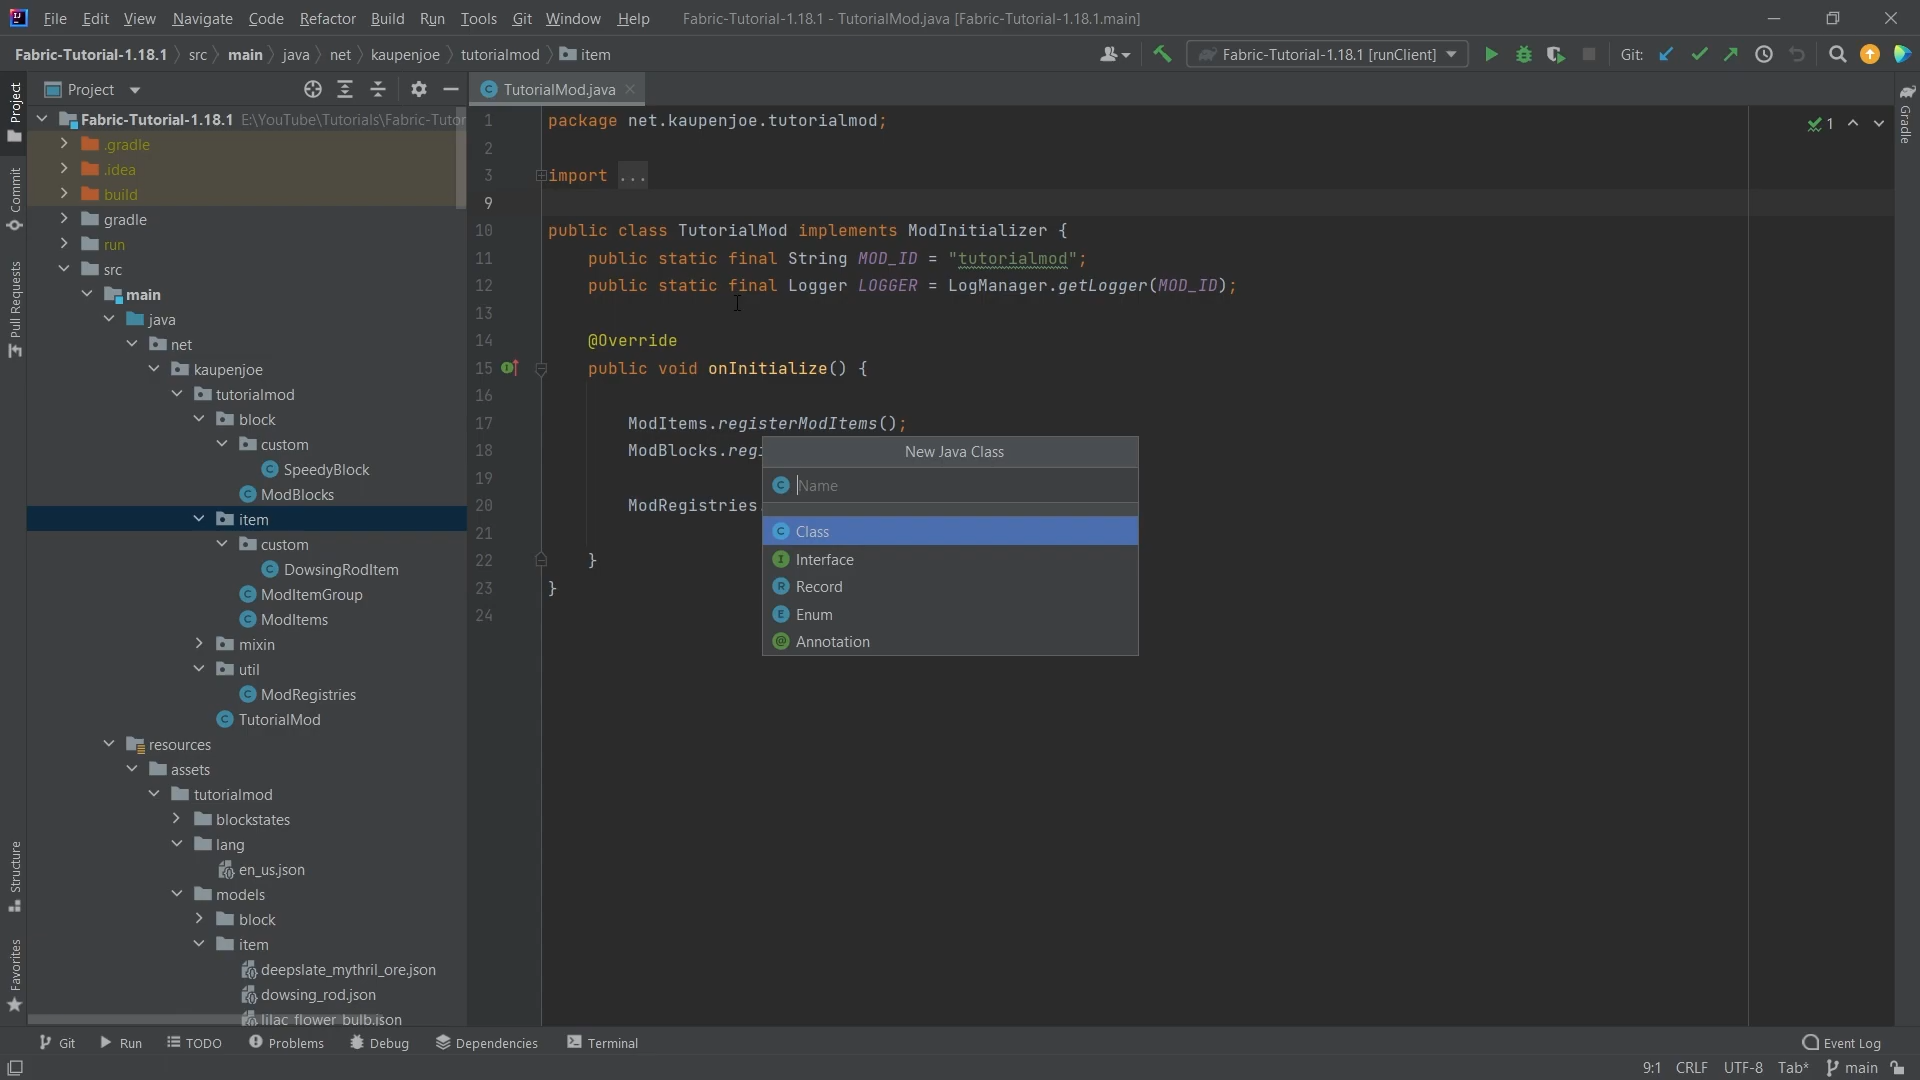 File Edit View Navigate Code Refactor Build Run Tools Git Window Help Fabric-Tutorial-1.18.1 - TutorialMod.java [Fabric-Tutorial-1.18.1.main]
Fabric-Tutorial-1.18.1 src main java net kaupenjoe tutorialmod item Fabric-Tutorial-1.18.1 [runClient] Git:
Project
TutorialMod.java
Fabric-Tutorial-1.18.1 E:\YouTube\Tutorials\Fabric-Tutor
.gradle
.idea
build
gradle
run
src
main
java
net
kaupenjoe
tutorialmod
block
custom
SpeedyBlock
ModBlocks
item
custom
DowsingRodItem
ModItemGroup
ModItems
mixin
util
ModRegistries
TutorialMod
resources
assets
tutorialmod
blockstates
lang
en_us.json
models
block
item
deepslate_mythril_ore.json
dowsing_rod.json
lilac_flower_bulb.json
1 package net.kaupenjoe.tutorialmod;
2
3 import ...
9
10 public class TutorialMod implements ModInitializer {
11 public static final String MOD_ID = "tutorialmod";
12 public static final Logger LOGGER = LogManager.getLogger(MOD_ID);
13
14 @Override
15 public void onInitialize() {
16
17 ModItems.registerModItems();
18 ModBlocks.regi
19
20 ModRegistries.
21
22 }
23 }
24
1
New Java Class
Name
Class
Interface
Record
Enum
Annotation
Project
Commit
Pull Requests
Structure
Favorites
Gradle
Git Run TODO Problems Debug Dependencies Terminal Event Log
9:1 CRLF UTF-8 Tab* main